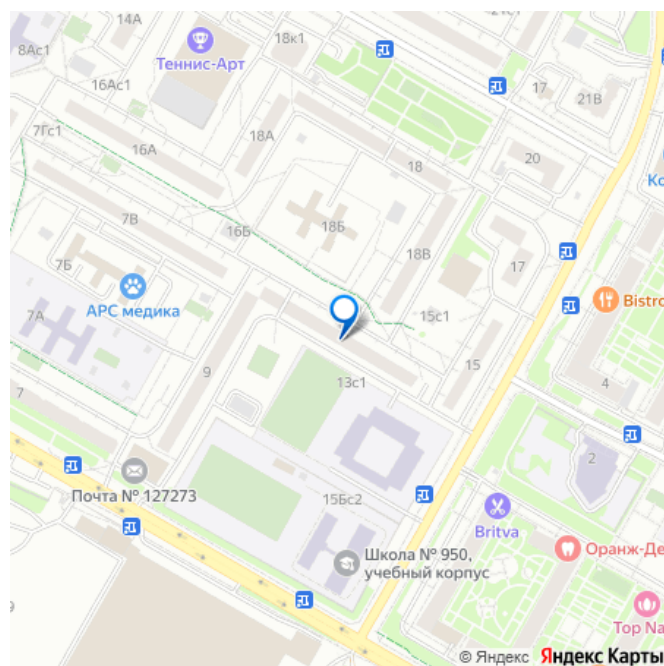 14А
18к1
8Ас1
Теннис-Арт
17
21В
16Ас1
7Гс1
16А
18А
18
20
Ко
7В
16Б
18Б
18В
17
7Б
АРС медика
15с1
Bistro
7А
9
15
4
13с1
7
2
Почта № 127273
15Бс2
Britva
Школа № 950,
учебный корпус
Оранж-Де
9
Top Na
© Яндекс Яндекс Карты